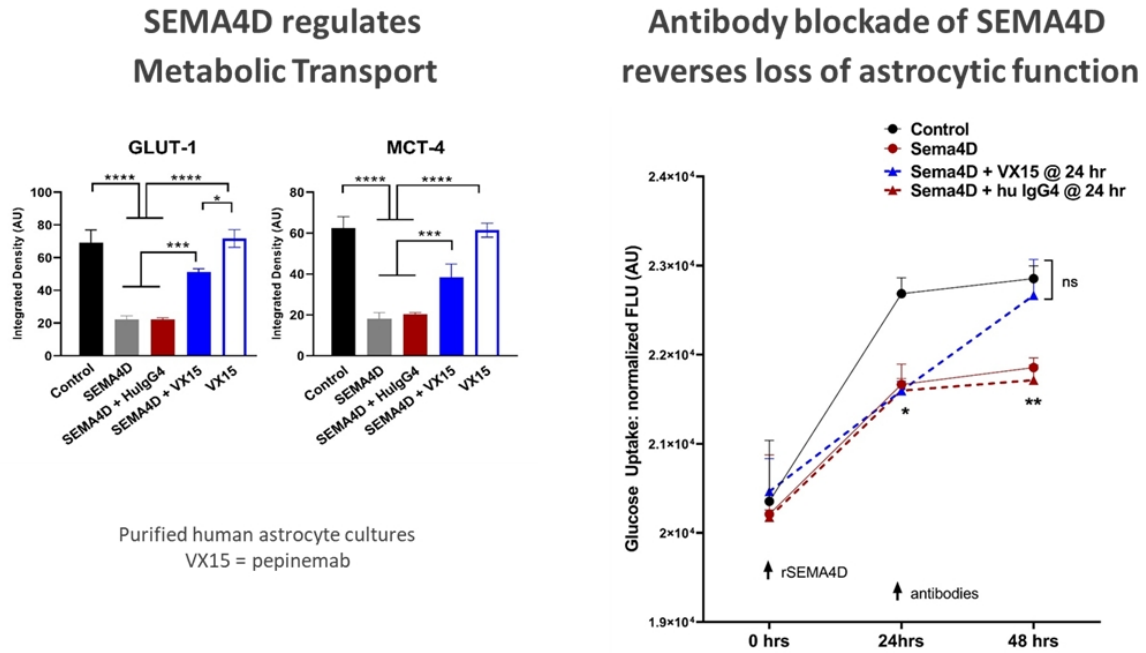 SEMA4D regulates
Metabolic Transport
GLUT-1
****
****
*
***
Integrated Density (AU)
100
80
60
40
20
0
Control
SEMA4D
SEMA4D + HuIgG4
SEMA4D + VX15
VX15
MCT-4
****
****
***
Integrated Density (AU)
80
60
40
20
0
Control
SEMA4D
SEMA4D + HuIgG4
SEMA4D + VX15
VX15
Purified human astrocyte cultures
VX15 = pepinemab
Antibody blockade of SEMA4D
reverses loss of astrocytic function
Control
Sema4D
Sema4D + VX15 @ 24 hr
Sema4D + hu IgG4 @ 24 hr
Glucose Uptake: normalized FLU (AU)
2.4×10⁴
2.3×10⁴
2.2×10⁴
2.1×10⁴
2×10⁴
1.9×10⁴
ns
*
**
rSEMA4D
antibodies
0 hrs
24hrs
48 hrs